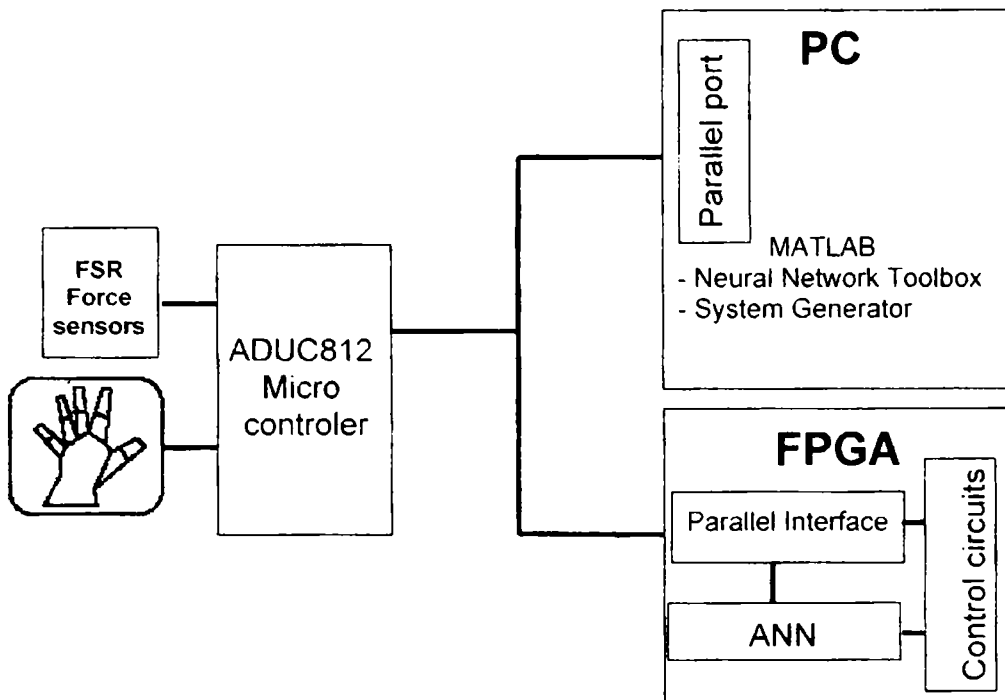 FSR
Force
sensors
ADUC812
Micro
controler
PC
Parallel port
MATLAB
- Neural Network Toolbox
- System Generator
FPGA
Parallel Interface
ANN
Control circuits